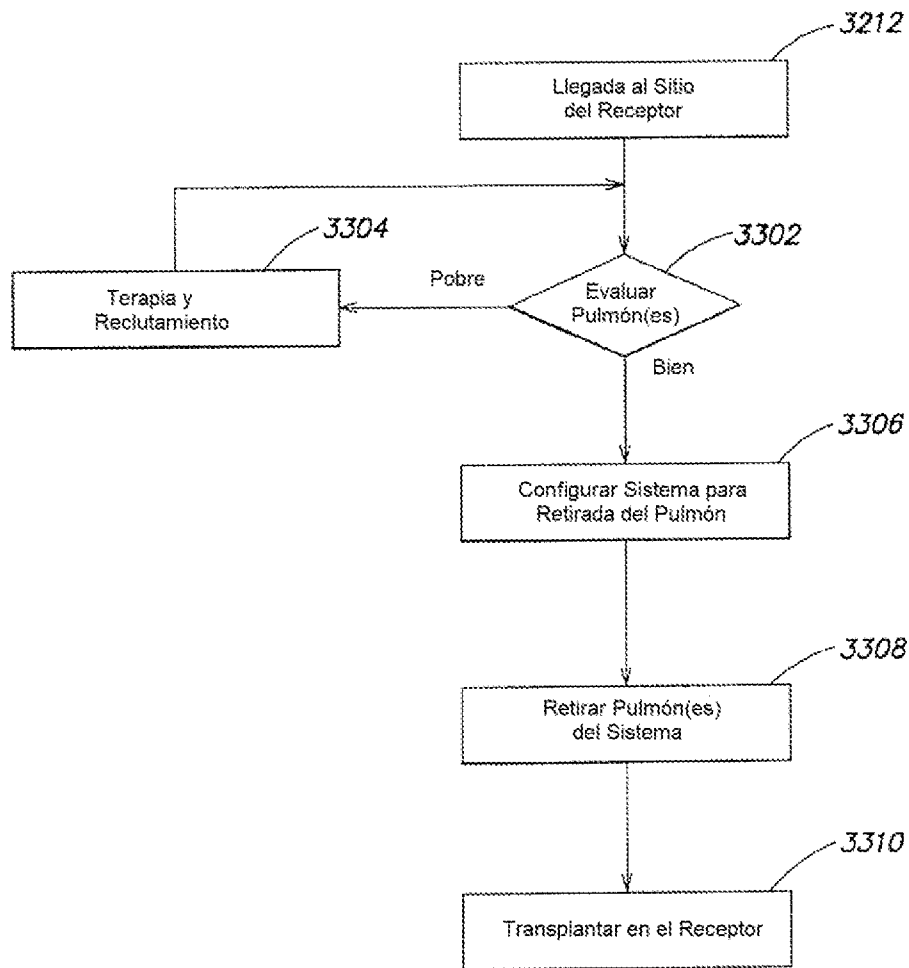 3212
Llegada al Sitio
del Receptor
3304
Terapia y
Reclutamiento
Pobre
3302
Evaluar
Pulmón(es)
Bien
3306
Configurar Sistema para
Retirada del Pulmón
3308
Retirar Pulmón(es)
del Sistema
3310
Transplantar en el Receptor